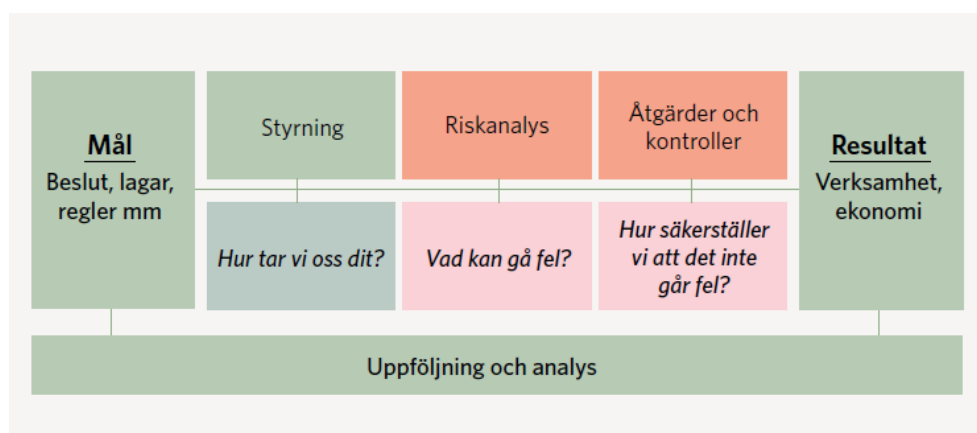 Mål
Beslut, lagar,
regler mm
Styrning
Hur tar vi oss dit?
Riskanalys
Vad kan gå fel?
Åtgärder och
kontroller
Hur säkerställer
vi att det inte
går fel?
Resultat
Verksamhet,
ekonomi
Uppföljning och analys